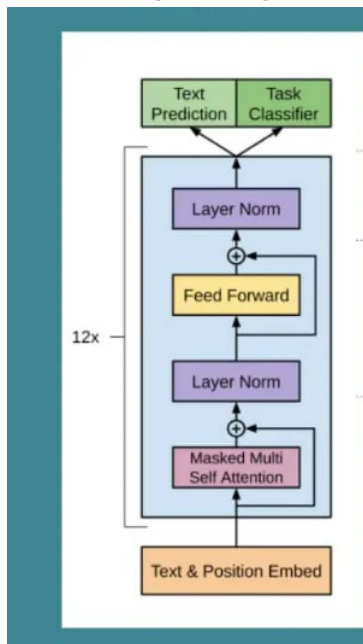 Text
Prediction
Task
Classifier
Layer Norm
Feed Forward
12x
Layer Norm
Masked Multi
Self Attention
Text & Position Embed